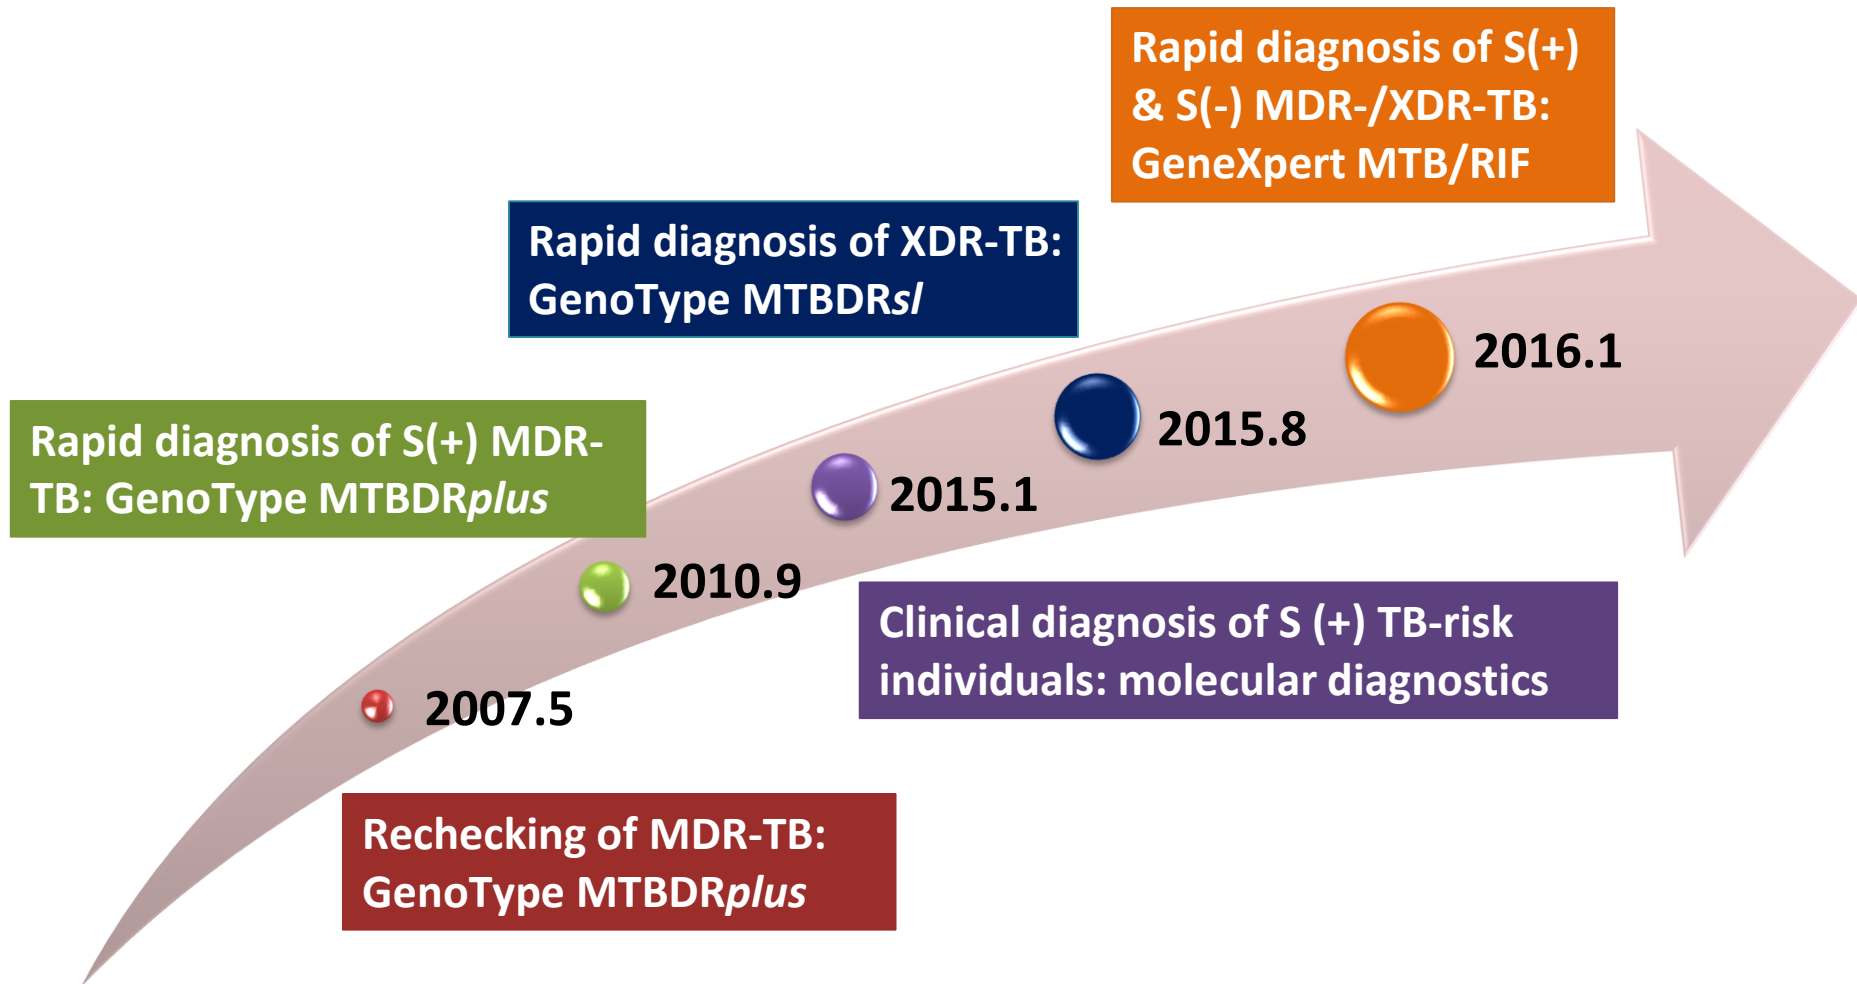 Rapid diagnosis of S(+)
& S(-) MDR-/XDR-TB:
GeneXpert MTB/RIF
Rapid diagnosis of XDR-TB:
GenoType MTBDRsl
2016.1
2015.8
Rapid diagnosis of S(+) MDR-
TB: GenoType MTBDRplus
2015.1
2010.9
Clinical diagnosis of S (+) TB-risk
individuals: molecular diagnostics
2007.5
Rechecking of MDR-TB:
GenoType MTBDRplus